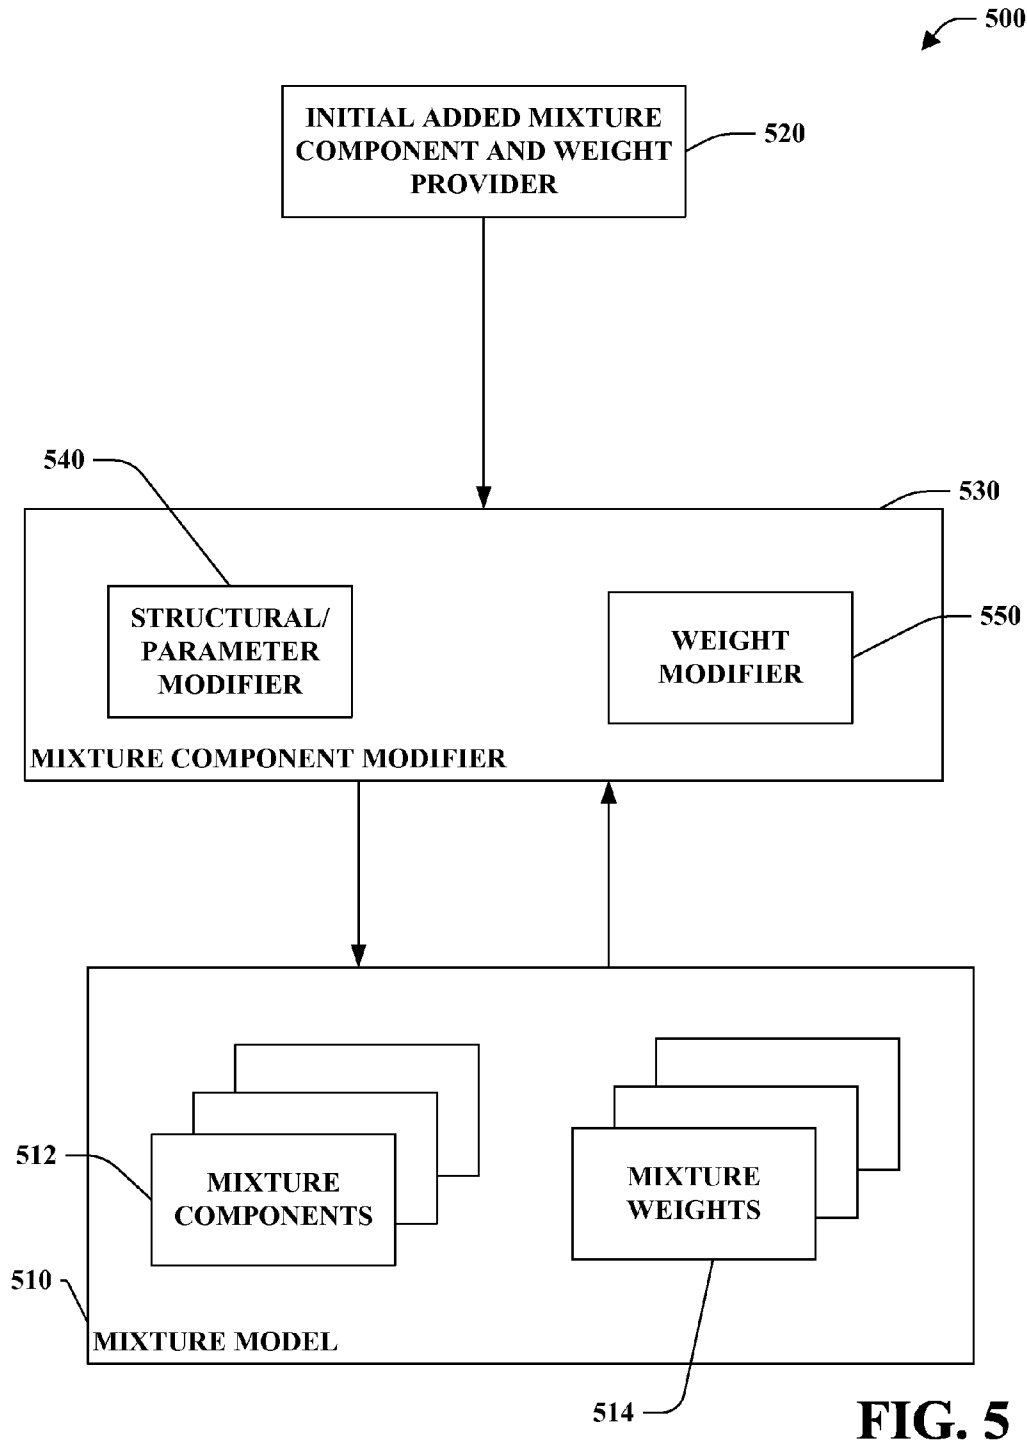 500
INITIAL ADDED MIXTURE
COMPONENT AND WEIGHT
PROVIDER
520
540
530
STRUCTURAL/
PARAMETER
MODIFIER
WEIGHT
MODIFIER
550
MIXTURE COMPONENT MODIFIER
512
MIXTURE
COMPONENTS
MIXTURE
WEIGHTS
510
MIXTURE MODEL
514
FIG. 5